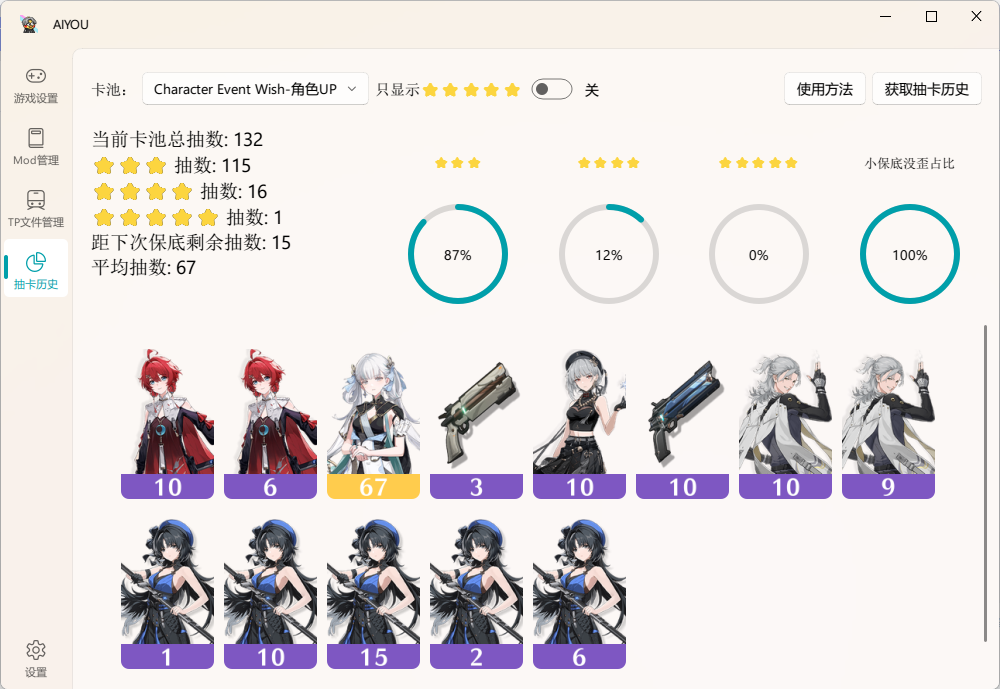 AIYOU
游戏设置
Mod管理
TP文件管理
抽卡历史
设置
卡池： Character Event Wish-角色UP 只显示 关 使用方法 获取抽卡历史
当前卡池总抽数: 132
抽数: 115
抽数: 16
抽数: 1
距下次保底剩余抽数: 15
平均抽数: 67
小保底没歪占比
87% 12% 0% 100%
10 6 67 3 10 10 10 9
1 10 15 2 6